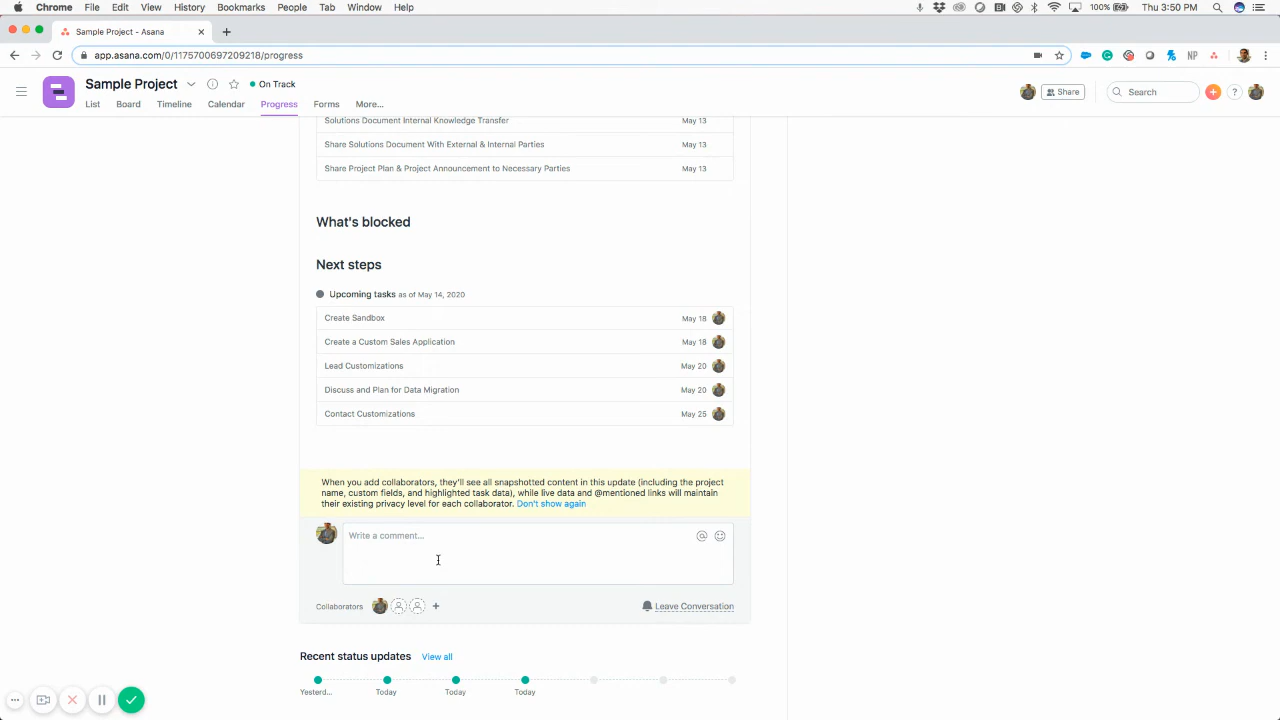 Chrome File Edit View History Bookmarks People Tab Window Help 100% Thu 3:50 PM
Sample Project - Asana
app.asana.com/0/1175700697209218/progress
NP
Sample Project On Track
List Board Timeline Calendar Progress Forms More...
Share Search ?
Solutions Document Internal Knowledge Transfer May 13
Share Solutions Document With External & Internal Parties May 13
Share Project Plan & Project Announcement to Necessary Parties May 13
What's blocked
Next steps
Upcoming tasks as of May 14, 2020
Create Sandbox May 18
Create a Custom Sales Application May 18
Lead Customizations May 20
Discuss and Plan for Data Migration May 20
Contact Customizations May 25
When you add collaborators, they'll see all snapshotted content in this update (including the project
name, custom fields, and highlighted task data), while live data and @mentioned links will maintain
their existing privacy level for each collaborator. Don't show again
Write a comment...
Collaborators Leave Conversation
Recent status updates View all
Yesterd... Today Today Today